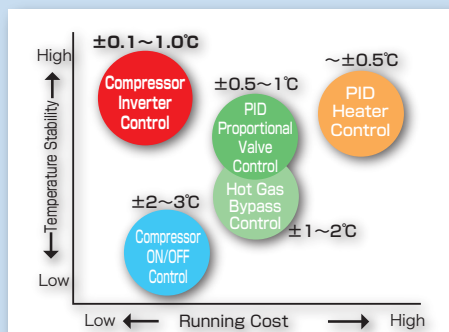 High
Temperature Stability
Low
±0.1～1.0℃
Compressor
Inverter
Control
±0.5～1℃
PID
Proportional
Valve
Control
～±0.5℃
PID
Heater
Control
Hot Gas
Bypass
Control
±1～2℃
±2～3℃
Compressor
ON/OFF
Control
Low ← Running Cost → High